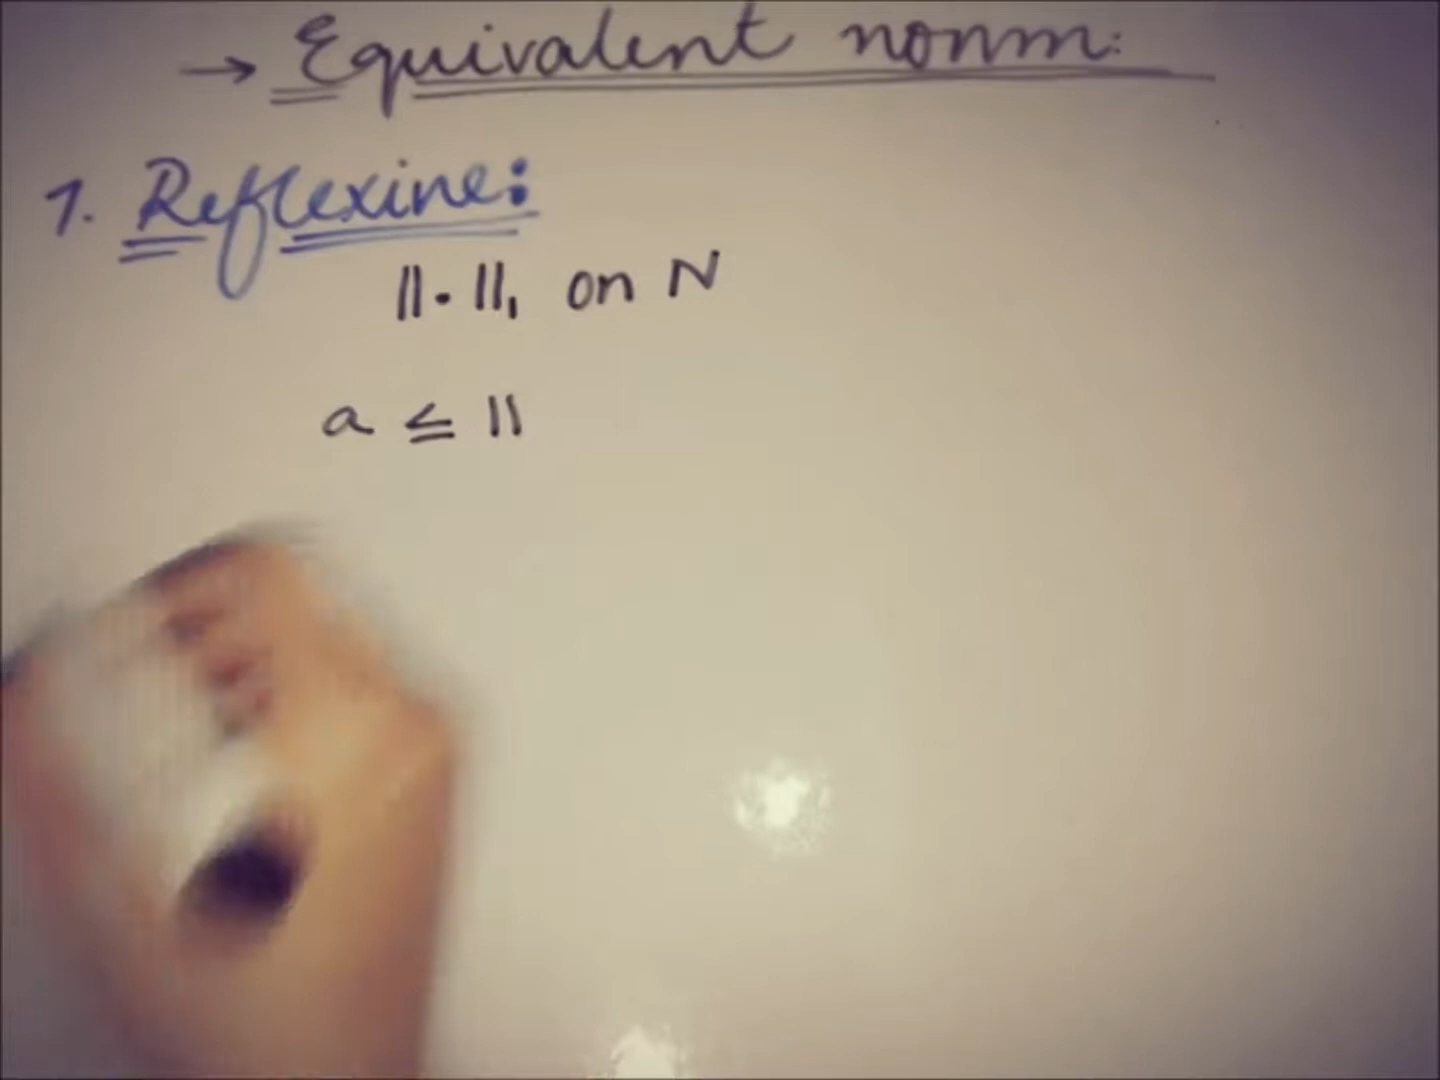 → Equivalent norm:
1. Reflexive:
||·||₁ on N
a ≤ ||